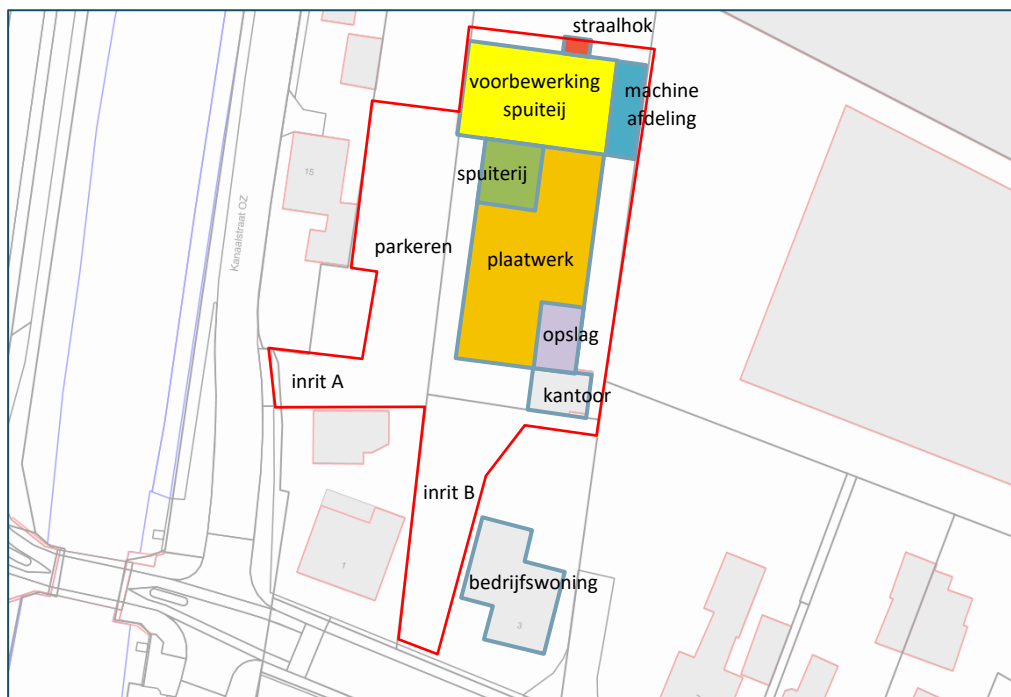 straalhok
voorbewerking
spuiteij
machine
afdeling
spuiterij
15
Kanaalstraat OZ
parkeren
plaatwerk
opslag
inrit A
kantoor
inrit B
1
bedrijfswoning
3